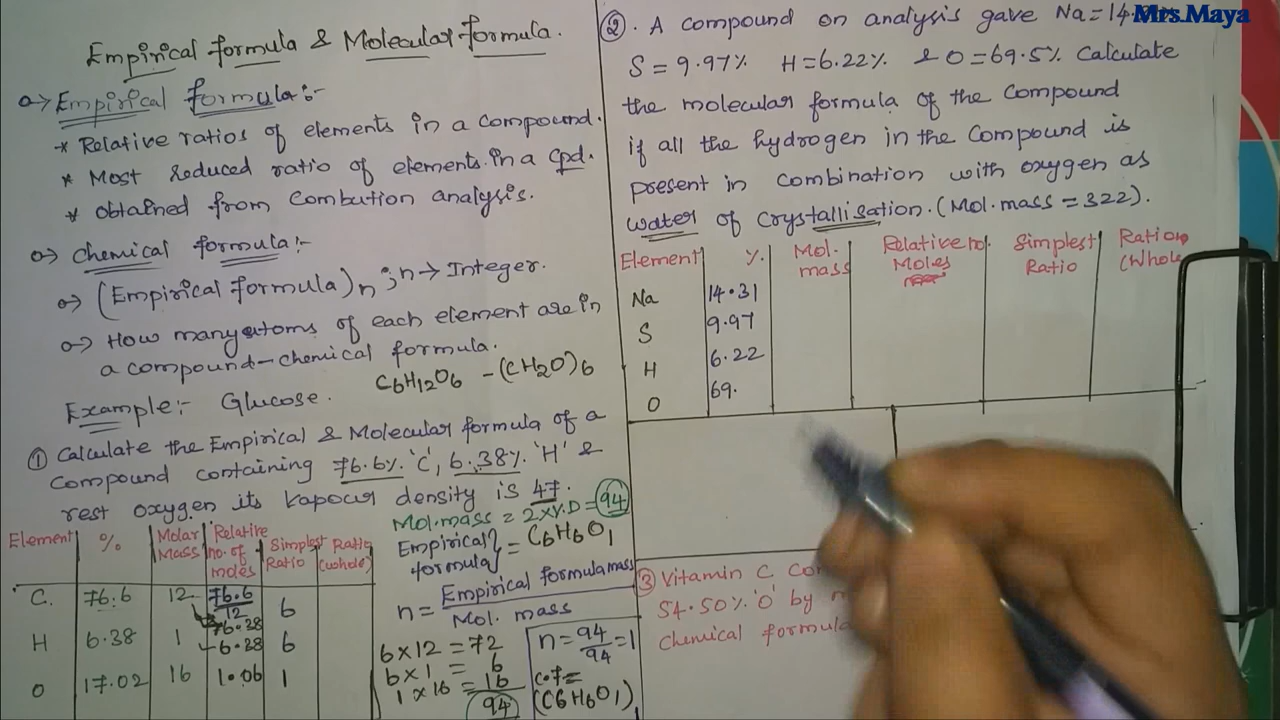 Mrs.Maya
Empirical formula & Molecular formula.
Empirical formula:-
* Relative ratios of elements in a compound.
* Most reduced ratio of elements in a cpd.
* obtained from Combution analysis.
Chemical formula:-
(Empirical formula)n ; n → Integer.
How many atoms of each element are in
a compound - chemical formula.
Example:- Glucose. C6H12O6 - (CH2O)6
① Calculate the Empirical & Molecular formula of a
Compound containing 76.6% 'C', 6.38% 'H' &
rest oxygen its vapour density is 47.
Mol.mass = 2 x V.D = 94
Element % Molar Mass Relative no. of moles Simplest Ratio Ratio (whole)
C. 76.6 12 76.6/12 6
H 6.38 1 6.38 6
O 17.02 16 1.06 1
Empirical formula } = C6H6O1
n = Empirical formula mass / Mol. mass
6 x 12 = 72
6 x 1 = 6
1 x 16 = 16
94
n = 94/94 = 1
C.F =
(C6H6O1)
② A compound on analysis gave Na = 14.
S = 9.97% H = 6.22% & O = 69.5% Calculate
the molecular formula of the Compound
if all the hydrogen in the Compound is
present in combination with oxygen as
water of crystallisation. (Mol.mass = 322).
Element % Mol. mass Relative no. Moles Simplest Ratio Ratio (Whole
Na 14.31
S 9.97
H 6.22
O 69.
③ Vitamin C
54.50% 'O' by
chemical formula